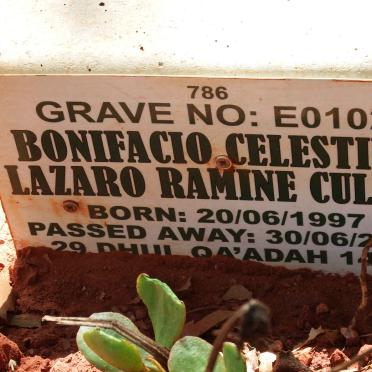 786
GRAVE NO: E010
BONIFACIO CELESTI
LAZARO RAMINE CUL
BORN: 20/06/1997
PASSED AWAY: 30/06/2
29 DHUL QA'ADAH 1